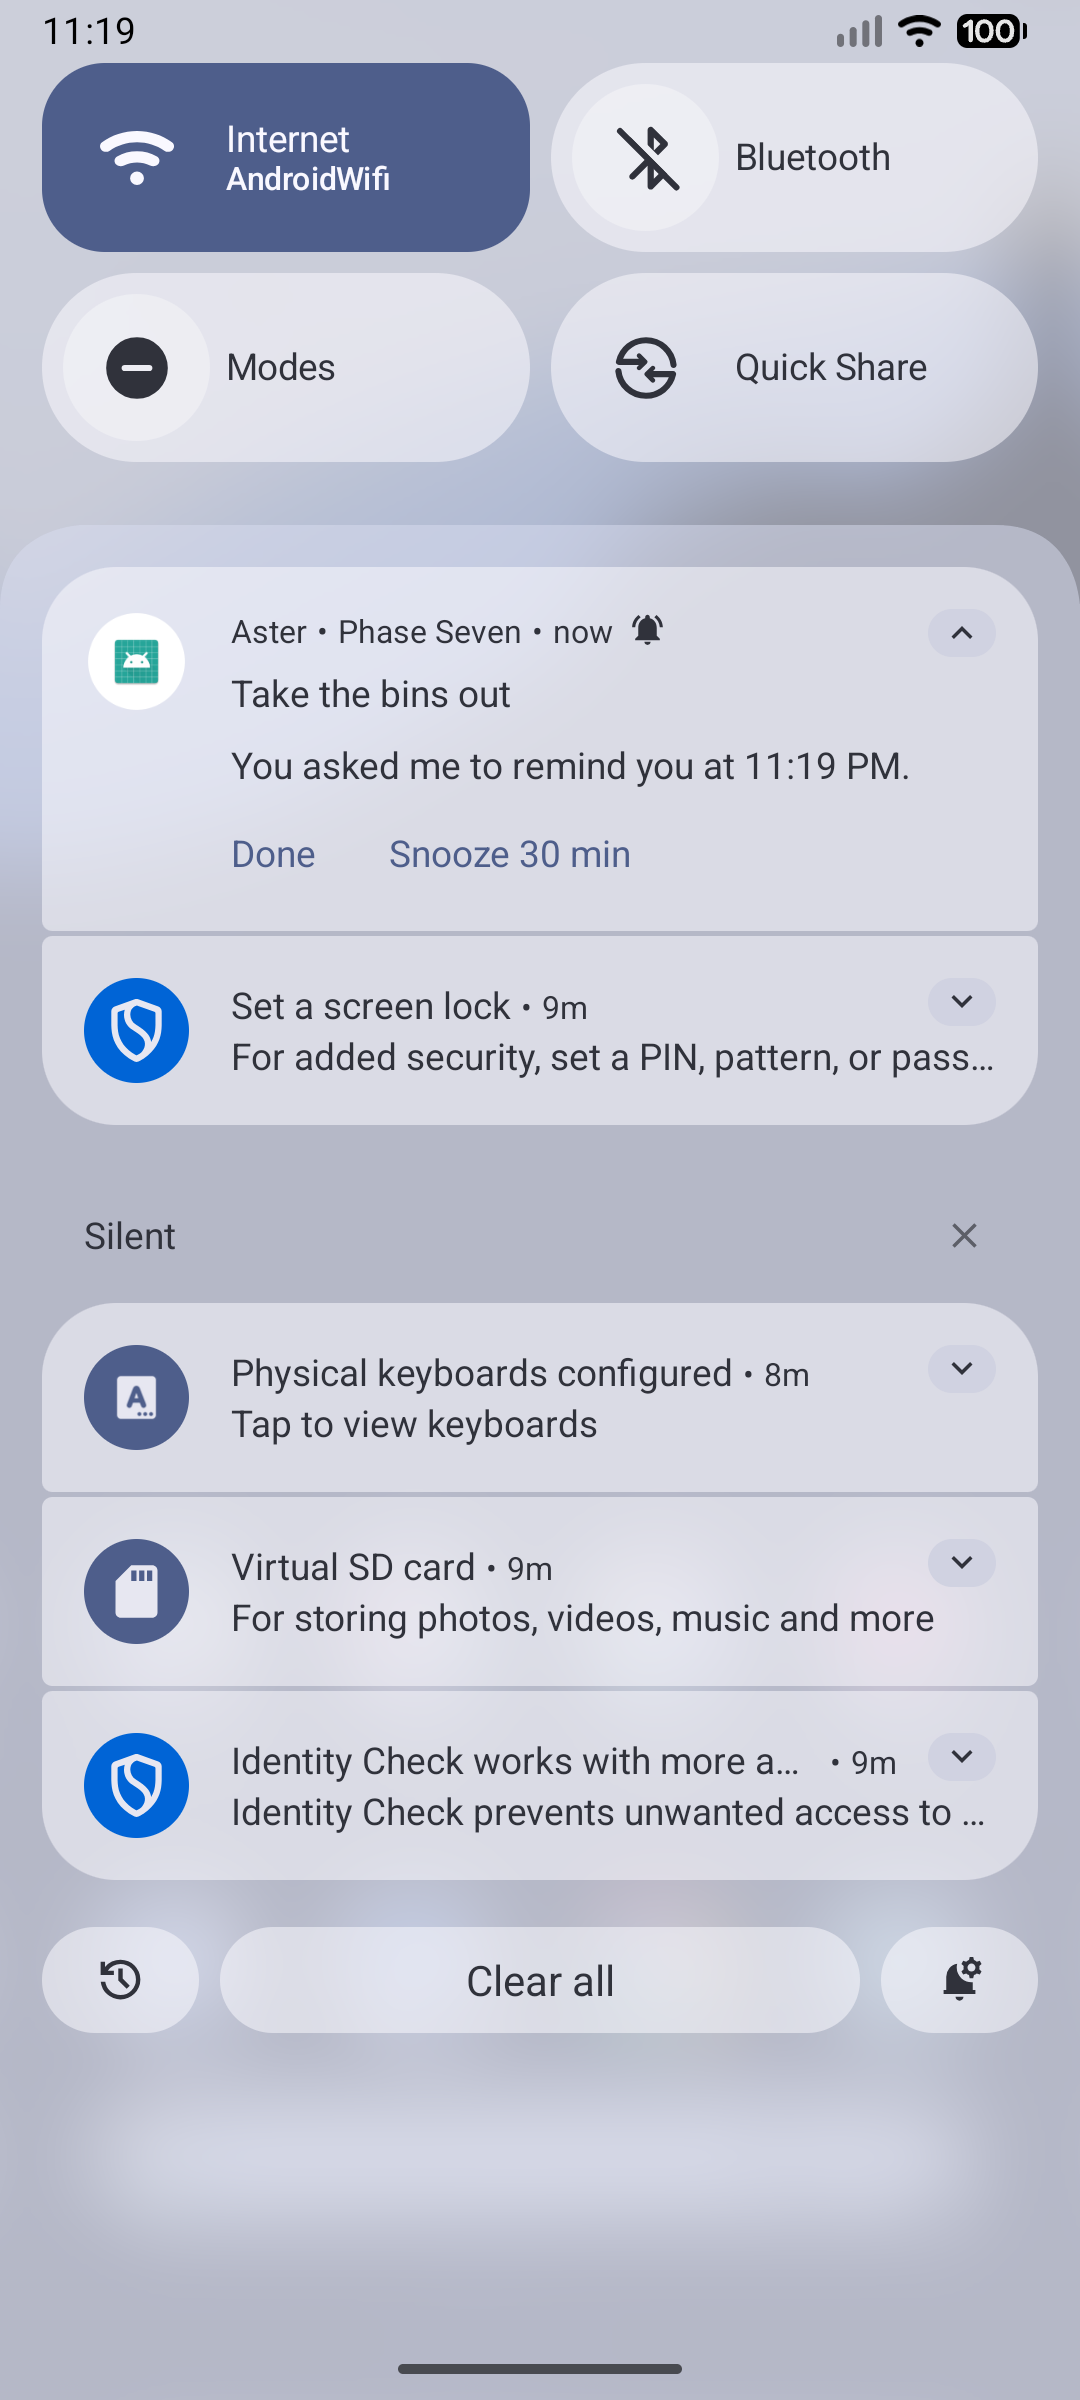 11:19
100
Internet
AndroidWifi
Bluetooth
Modes
Quick Share
Aster • Phase Seven • now
Take the bins out
You asked me to remind you at 11:19 PM.
Done Snooze 30 min
Set a screen lock • 9m
For added security, set a PIN, pattern, or pass…
Silent
Physical keyboards configured • 8m
Tap to view keyboards
Virtual SD card • 9m
For storing photos, videos, music and more
Identity Check works with more a… • 9m
Identity Check prevents unwanted access to …
Clear all